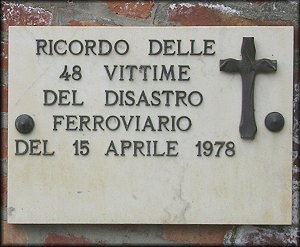 RICORDO DELLE
48 VITTIME
DEL DISASTRO
FERROVIARIO
DEL 15 APRILE 1978